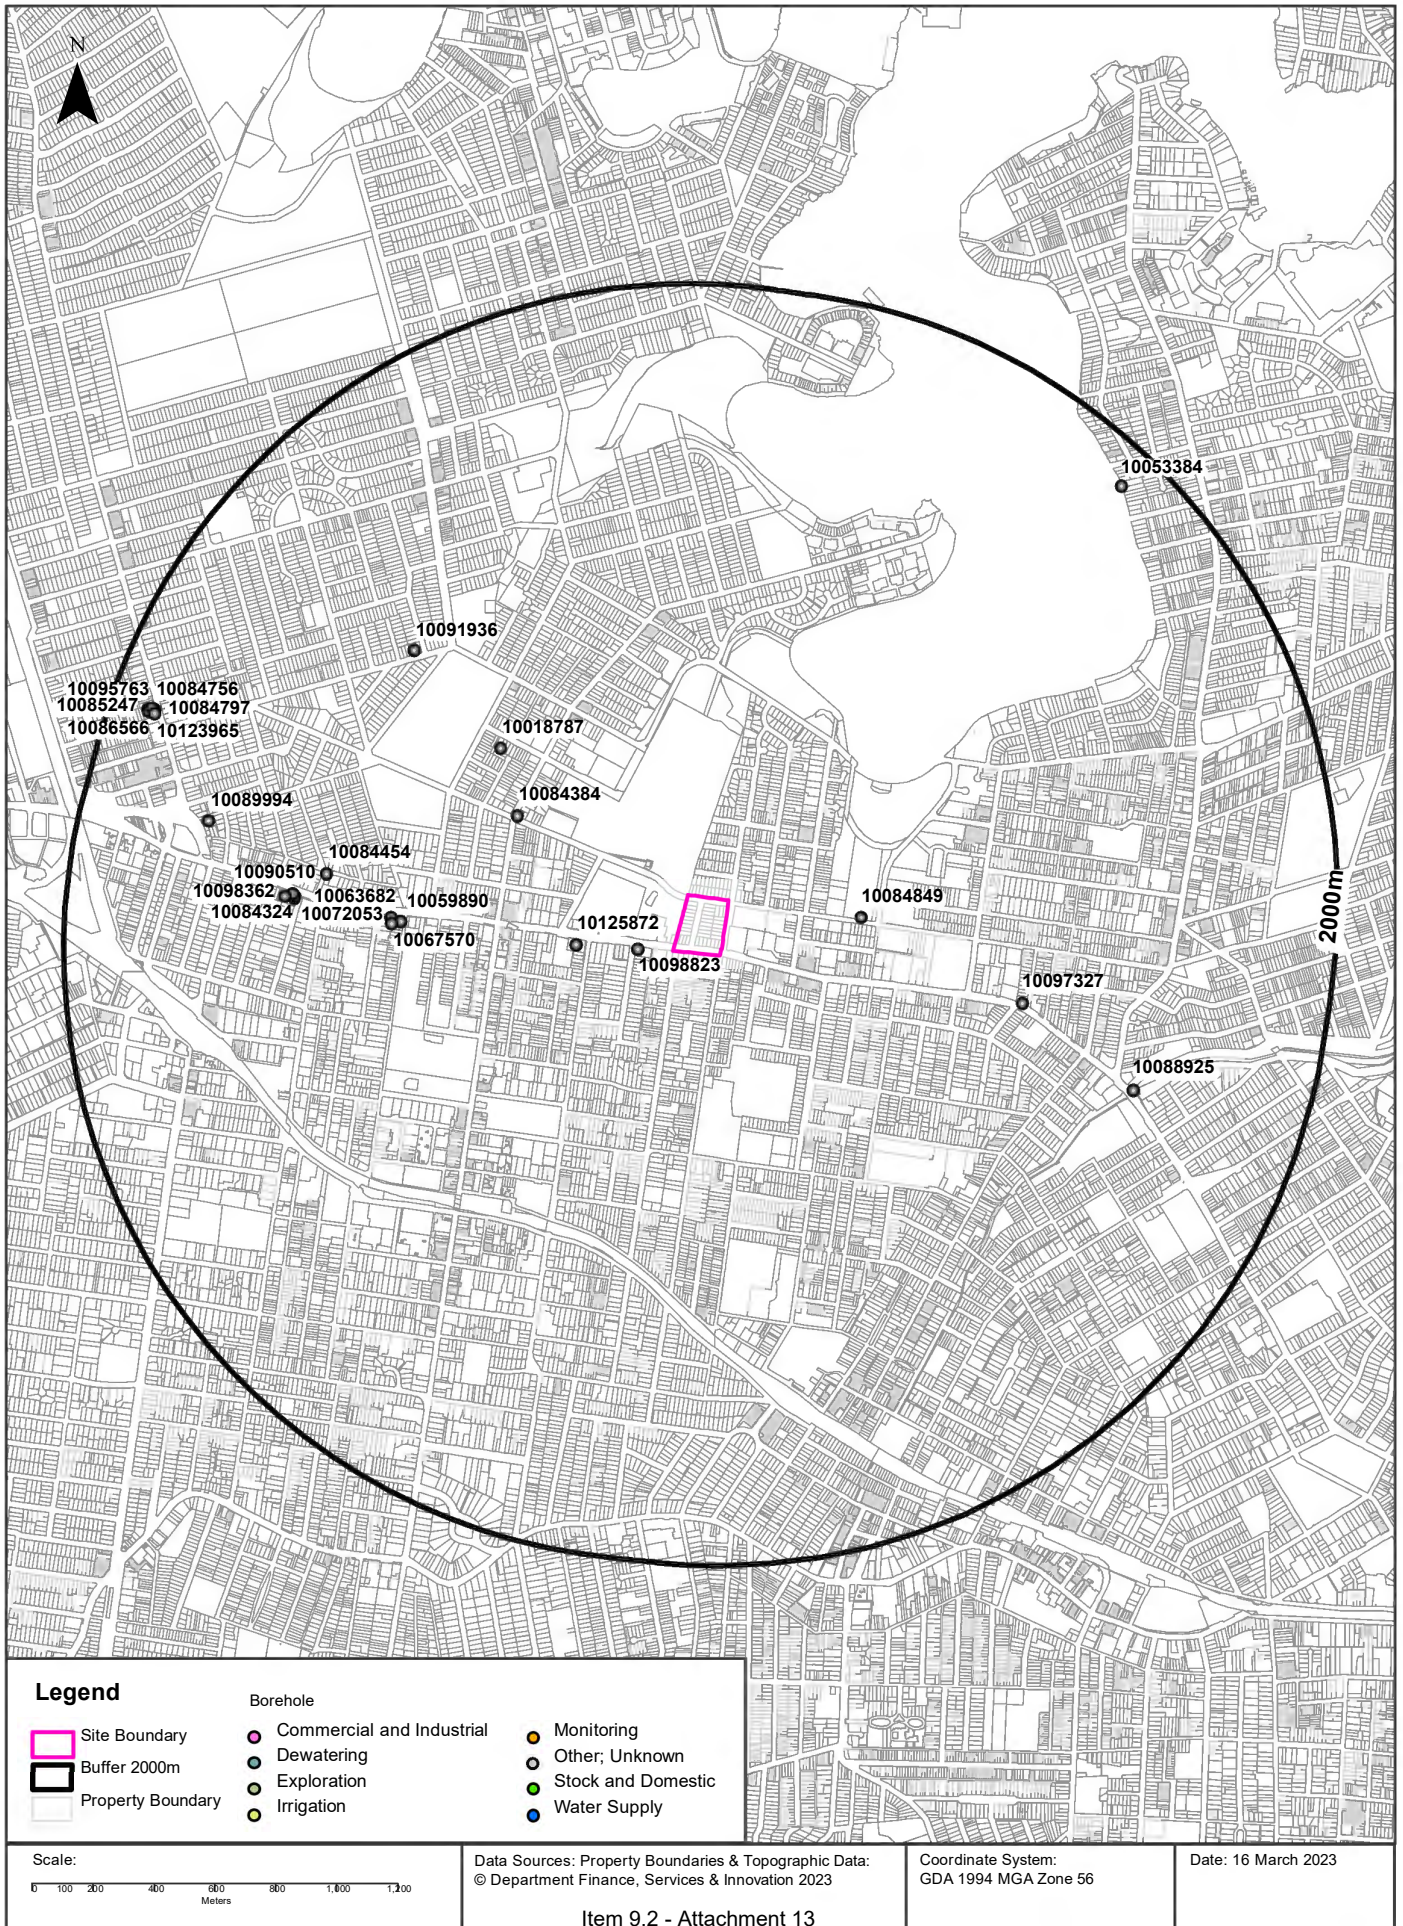 N
10053384
10091936
10095763 10084756
10085247 10084797
10086566 10123965
10018787
10084384
10089994
10084454
10090510
10098362 10063682 10059890
10084324 10072053
10067570
10125872
10098823
10084849
10097327
10088925
2000m
Legend
Site Boundary
Buffer 2000m
Property Boundary
Borehole
Commercial and Industrial
Dewatering
Exploration
Irrigation
Monitoring
Other; Unknown
Stock and Domestic
Water Supply
Scale:
0 100 200 400 600 800 1,000 1,200
Meters
Data Sources: Property Boundaries & Topographic Data:
© Department Finance, Services & Innovation 2023
Coordinate System:
GDA 1994 MGA Zone 56
Date: 16 March 2023
Item 9.2 - Attachment 13